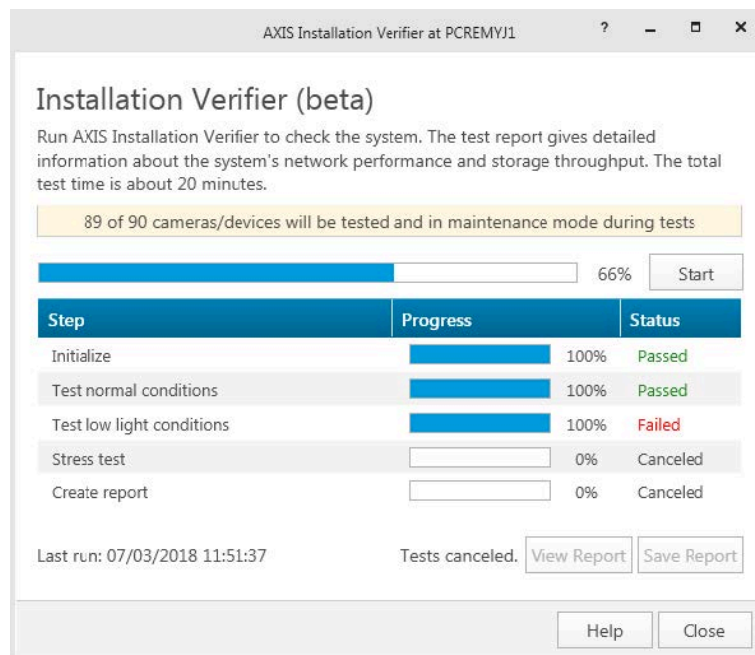 AXIS Installation Verifier at PCREMYJ1
Installation Verifier (beta)
Run AXIS Installation Verifier to check the system. The test report gives detailed
information about the system's network performance and storage throughput. The total
test time is about 20 minutes.
89 of 90 cameras/devices will be tested and in maintenance mode during tests
66% Start
Step Progress Status
Initialize 100% Passed
Test normal conditions 100% Passed
Test low light conditions 100% Failed
Stress test 0% Canceled
Create report 0% Canceled
Last run: 07/03/2018 11:51:37 Tests canceled. View Report Save Report
Help Close